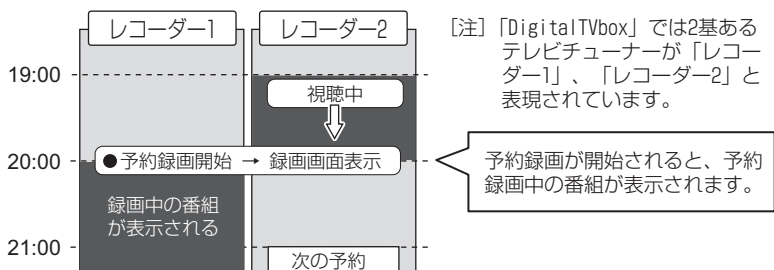 レコーダー1
レコーダー2
［注］「DigitalTVbox」では2基ある
テレビチューナーが「レコー
ダー1」、「レコーダー2」と
表現されています。
19:00
視聴中
20:00
●予約録画開始 → 録画画面表示
予約録画が開始されると、予約
録画中の番組が表示されます。
録画中の番組
が表示される
21:00
次の予約